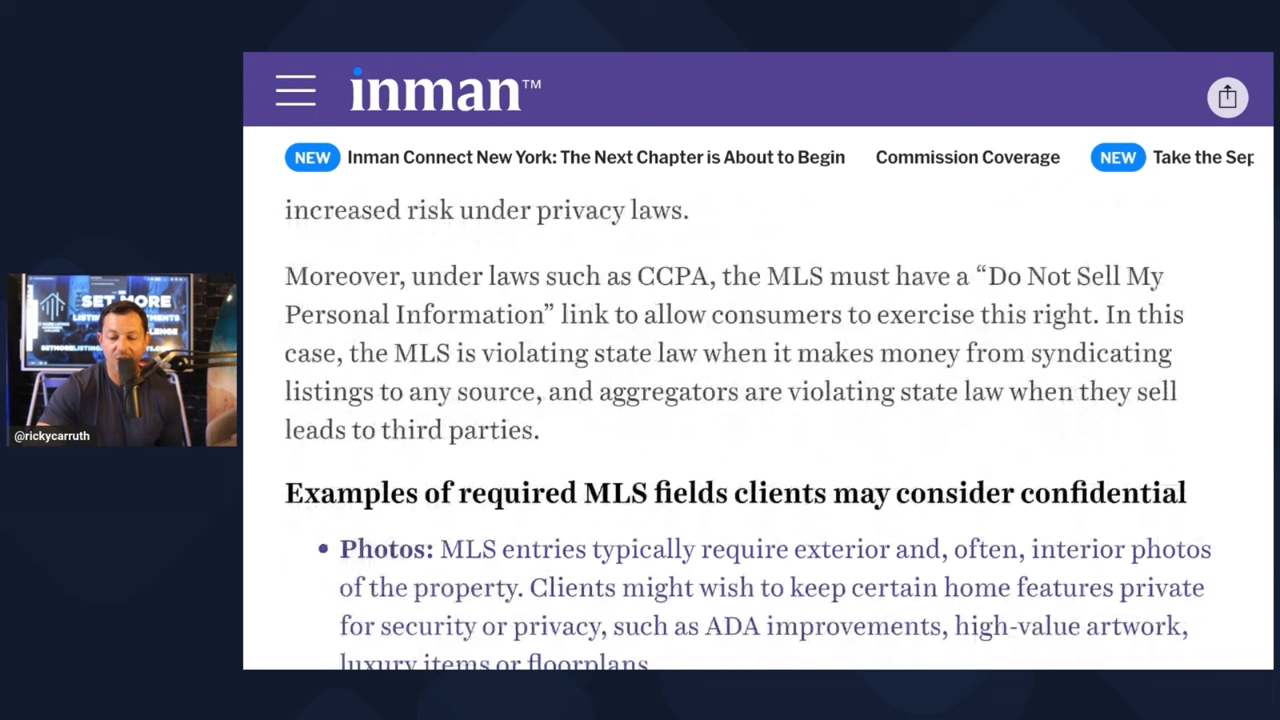 inman™
NEW Inman Connect New York: The Next Chapter is About to Begin Commission Coverage NEW Take the Sep
increased risk under privacy laws.
Moreover, under laws such as CCPA, the MLS must have a “Do Not Sell My
Personal Information” link to allow consumers to exercise this right. In this
case, the MLS is violating state law when it makes money from syndicating
listings to any source, and aggregators are violating state law when they sell
leads to third parties.
Examples of required MLS fields clients may consider confidential
• Photos: MLS entries typically require exterior and, often, interior photos
of the property. Clients might wish to keep certain home features private
for security or privacy, such as ADA improvements, high-value artwork,
luxury items or floorplans
SET MORE
@rickycarruth